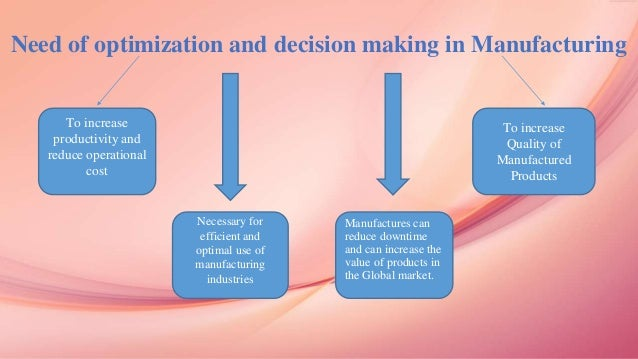 Need of optimization and decision making in Manufacturing
To increase
productivity and
reduce operational
cost
Necessary for
efficient and
optimal use of
manufacturing
industries
Manufactures can
reduce downtime
and can increase the
value of products in
the Global market.
To increase
Quality of
Manufactured
Products